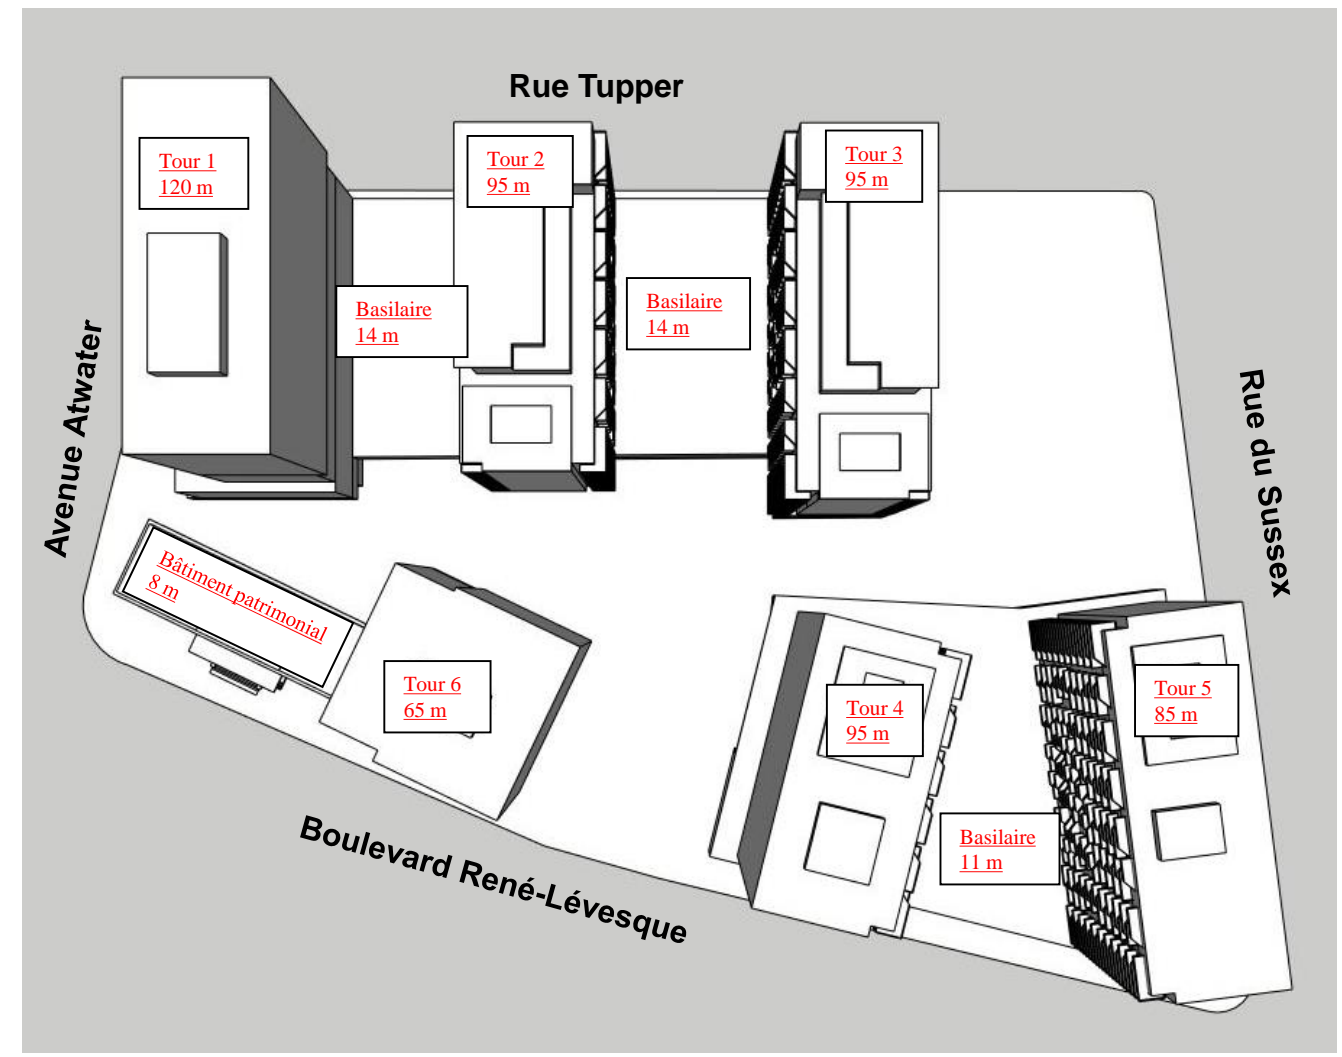 Rue Tupper
Tour 1
120 m
Tour 2
95 m
Tour 3
95 m
Basilaire
14 m
Basilaire
14 m
Avenue Atwater
Rue du Sussex
Bâtiment patrimonial
8 m
Tour 6
65 m
Tour 4
95 m
Tour 5
85 m
Basilaire
11 m
Boulevard René-Lévesque